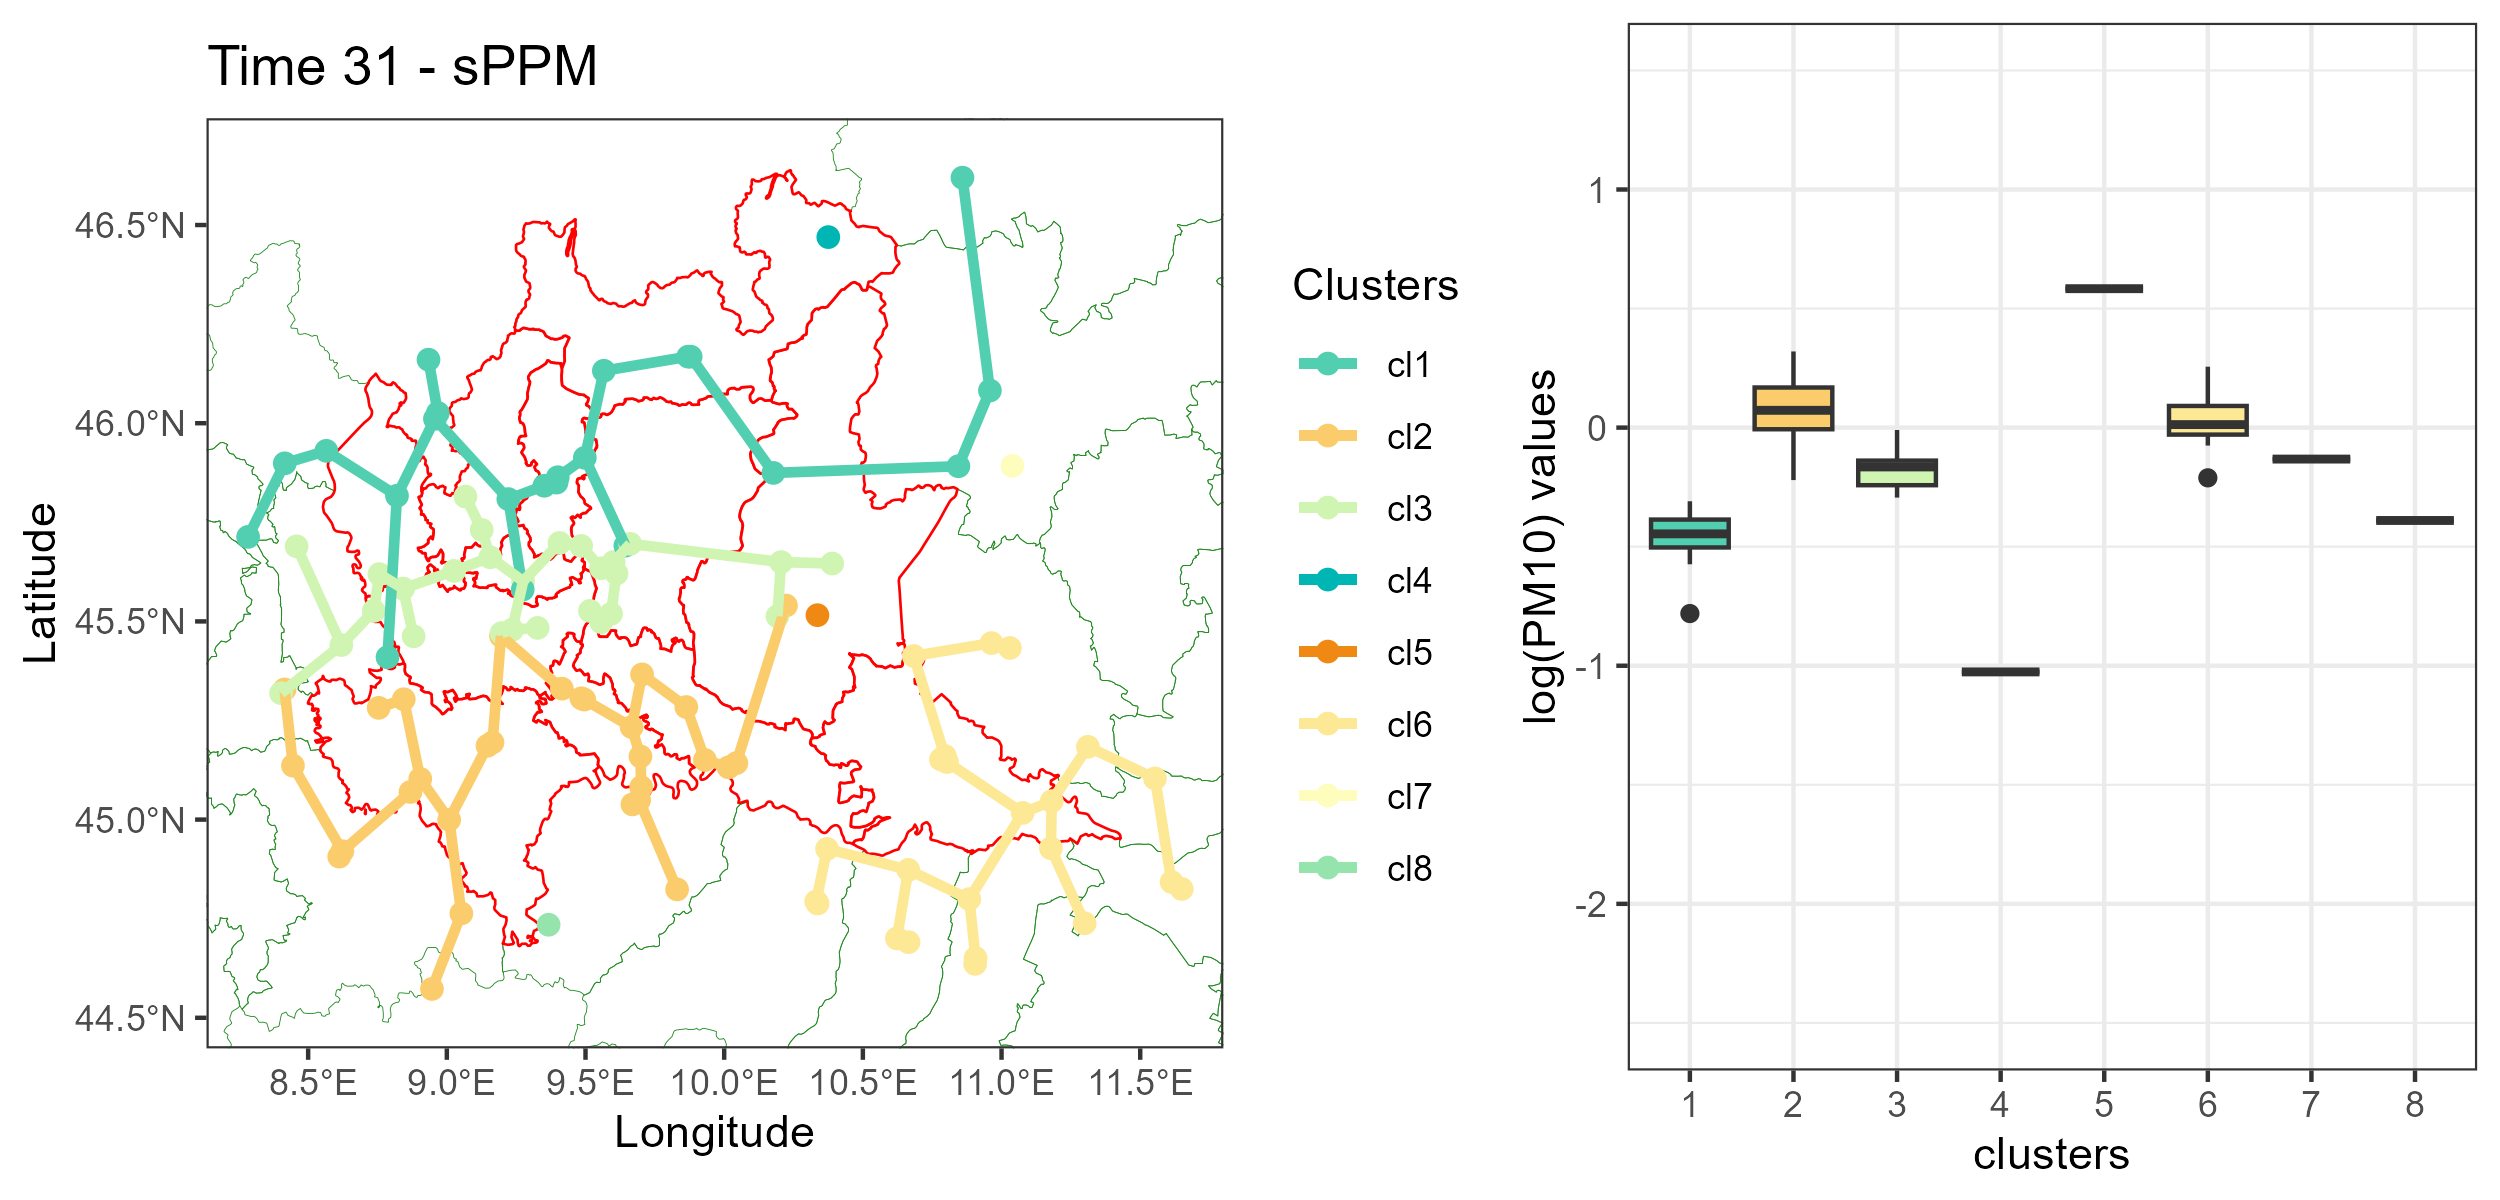 Time 31 - sPPM
46.5°N
46.0°N
45.5°N
45.0°N
44.5°N
Latitude
8.5°E 9.0°E 9.5°E 10.0°E 10.5°E 11.0°E 11.5°E
Longitude
Clusters
cl1
cl2
cl3
cl4
cl5
cl6
cl7
cl8
1
0
-1
-2
log(PM10) values
1 2 3 4 5 6 7 8
clusters